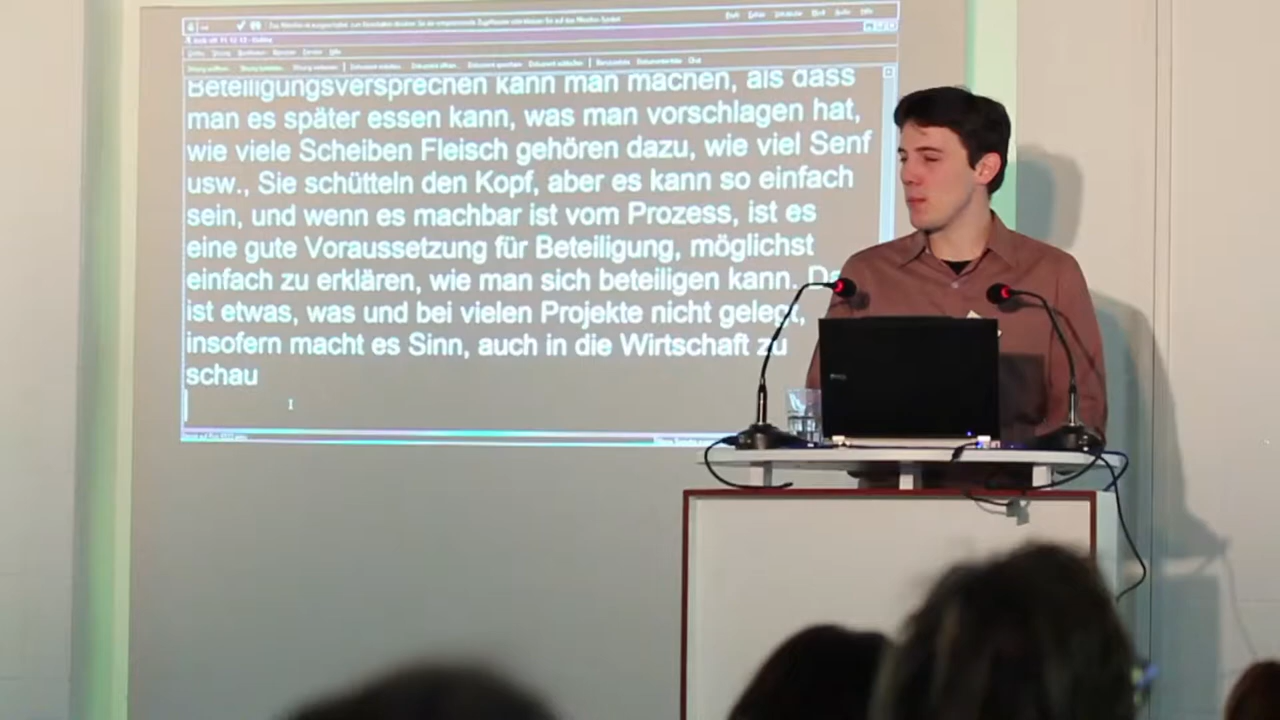 Beteiligungsversprechen kann man machen, als dass
man es später essen kann, was man vorschlagen hat,
wie viele Scheiben Fleisch gehören dazu, wie viel Senf
usw., Sie schütteln den Kopf, aber es kann so einfach
sein, und wenn es machbar ist vom Prozess, ist es
eine gute Voraussetzung für Beteiligung, möglichst
einfach zu erklären, wie man sich beteiligen kann.
ist etwas, was und bei vielen Projekte nicht gelegt,
insofern macht es Sinn, auch in die Wirtschaft zu
schau